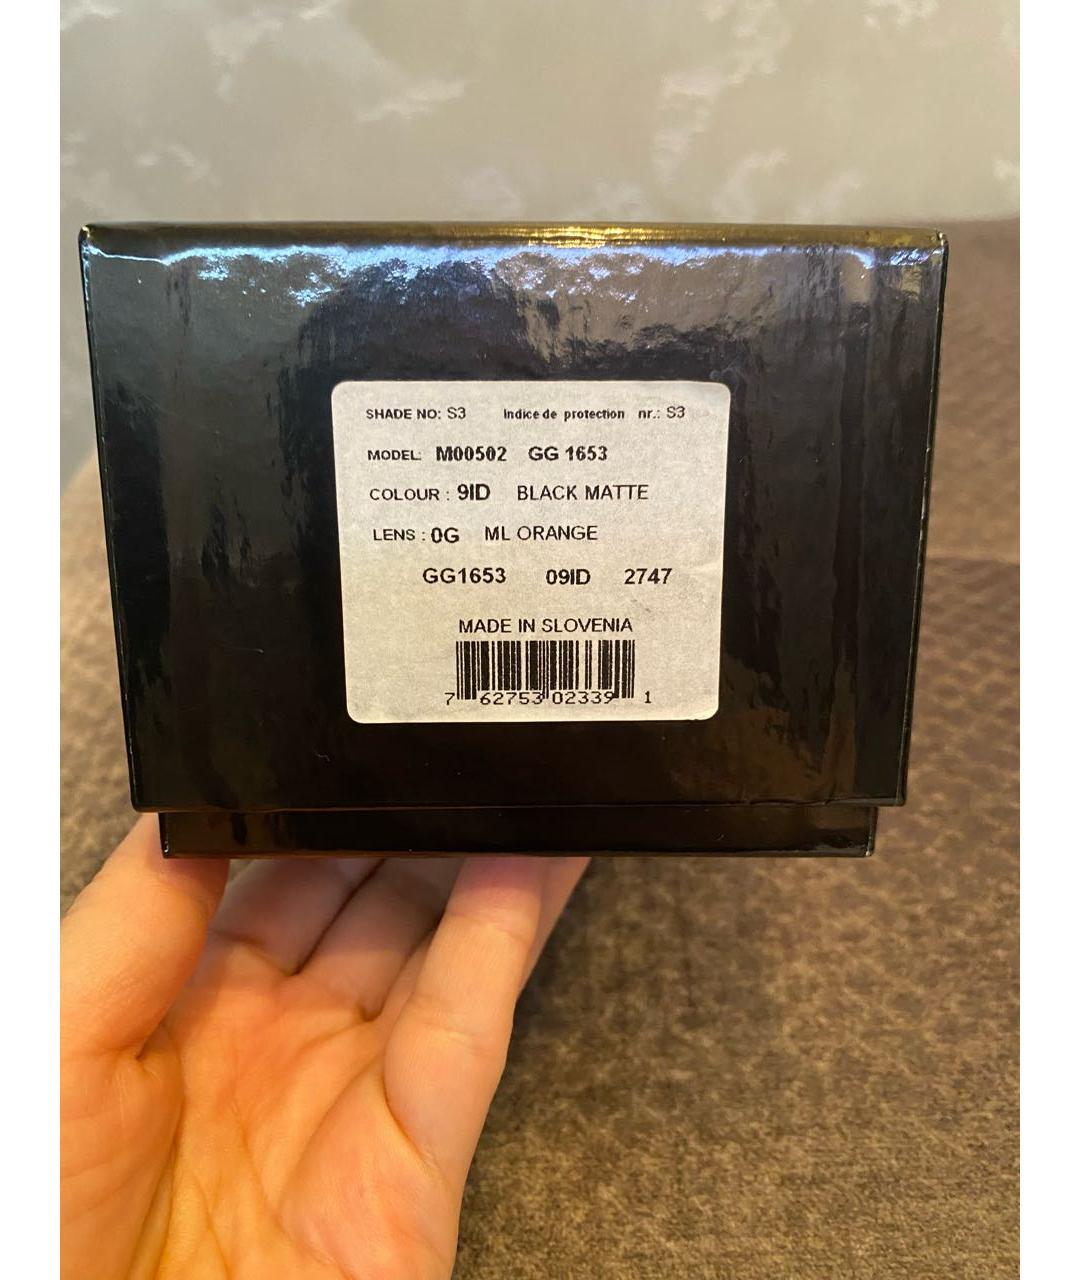 SHADE NO: S3 Indice de protection nr.: S3
MODEL: M00502 GG 1653
COLOUR : 9ID BLACK MATTE
LENS : 0G ML ORANGE
GG1653 09ID 2747
MADE IN SLOVENIA
7 62753 02339 1